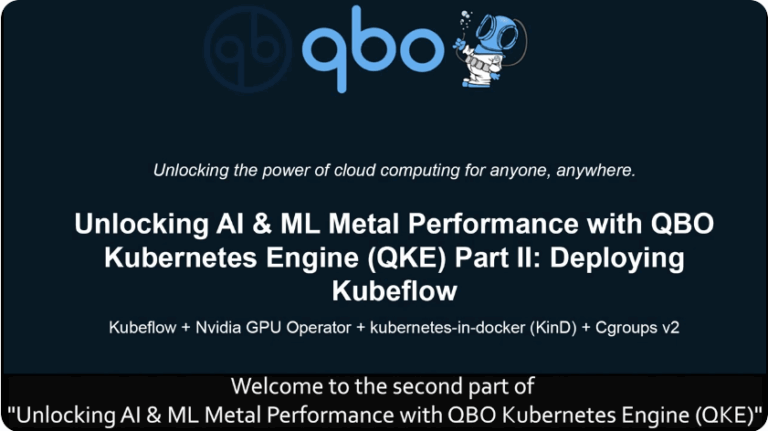 qb qbo
Unlocking the power of cloud computing for anyone, anywhere.
Unlocking AI & ML Metal Performance with QBO
Kubernetes Engine (QKE) Part II: Deploying
Kubeflow
Kubeflow + Nvidia GPU Operator + kubernetes-in-docker (KinD) + Cgroups v2
Welcome to the second part of
"Unlocking AI & ML Metal Performance with QBO Kubernetes Engine (QKE)"